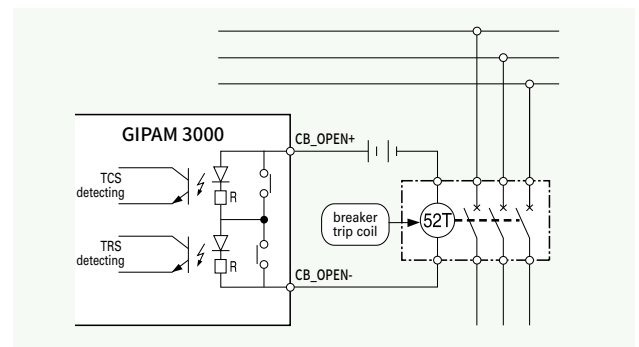 GIPAM 3000
CB_OPEN+
TCS
detecting
R
breaker
trip coil
52T
TRS
detecting
R
CB_OPEN-